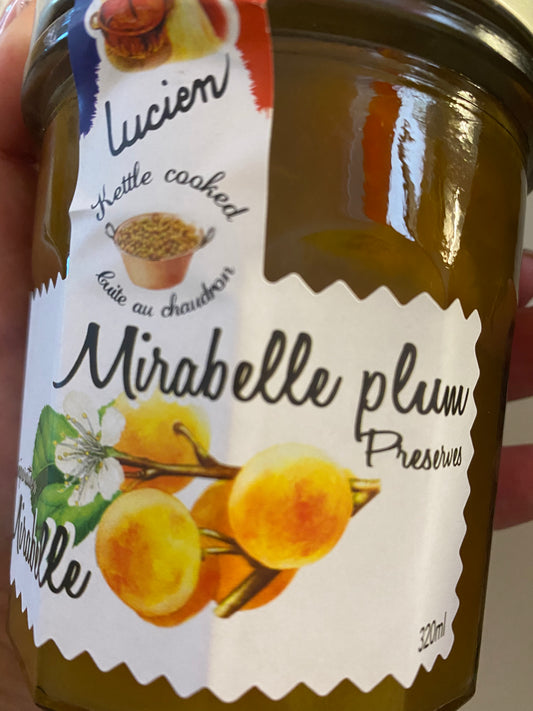 Lucien
Kettle cooked
Cuite au chaudron
Mirabelle plum
Preserves
Mirabelle
320ml